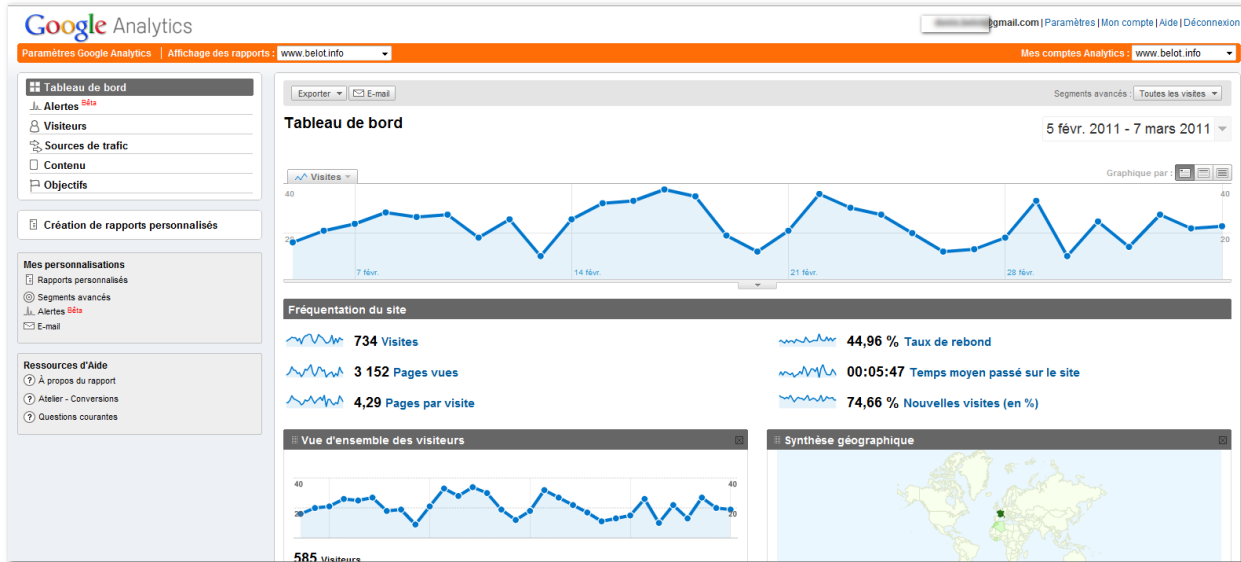 Google Analytics
@gmail.com | Paramètres | Mon compte | Aide | Déconnexion
Paramètres Google Analytics | Affichage des rapports : www.belot.info
Mes comptes Analytics : www.belot.info
Tableau de bord
Alertes Bêta
Visiteurs
Sources de trafic
Contenu
Objectifs
Création de rapports personnalisés
Mes personnalisations
Rapports personnalisés
Segments avancés
Alertes Bêta
E-mail
Ressources d'Aide
À propos du rapport
Atelier - Conversions
Questions courantes
Exporter E-mail
Segments avancés : Toutes les visites
Tableau de bord
5 févr. 2011 - 7 mars 2011
Visites
Graphique par :
40 40
20 20
7 févr. 14 févr. 21 févr. 28 févr.
Fréquentation du site
734 Visites
3 152 Pages vues
4,29 Pages par visite
44,96 % Taux de rebond
00:05:47 Temps moyen passé sur le site
74,66 % Nouvelles visites (en %)
Vue d'ensemble des visiteurs
40 40
20 20
585 Visiteurs
Synthèse géographique